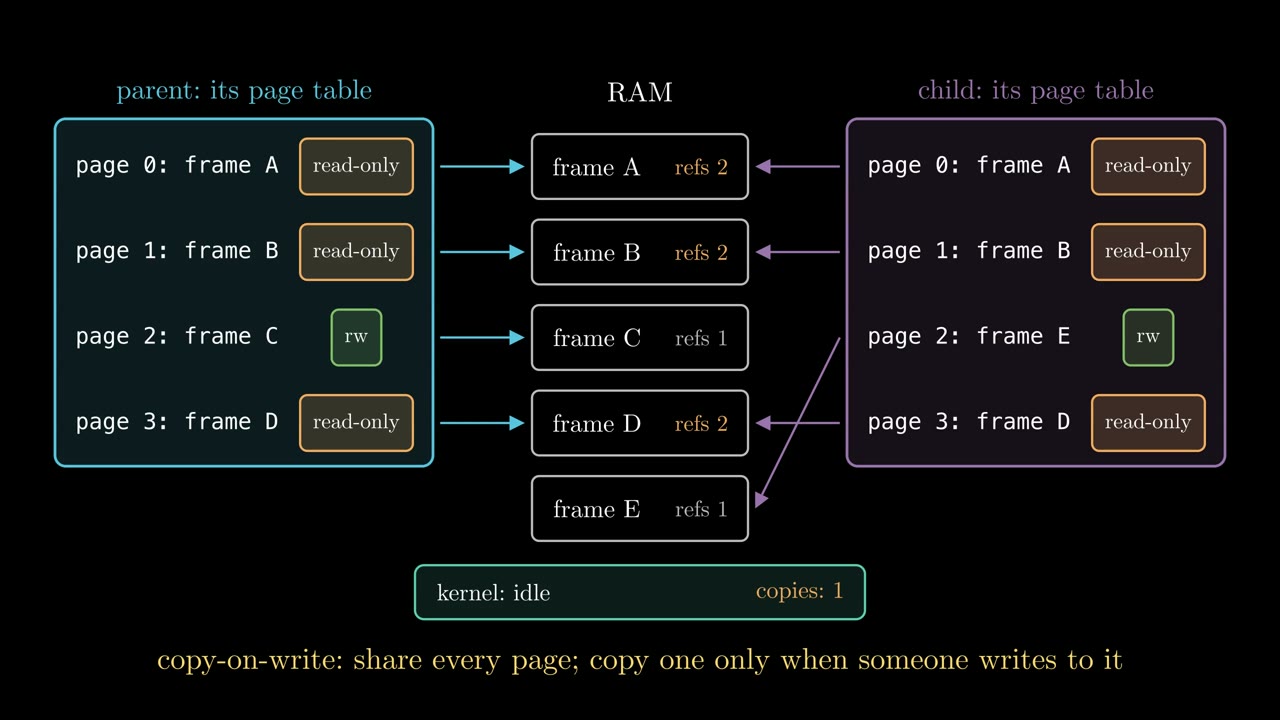 parent: its page table
page 0: frame A read-only
page 1: frame B read-only
page 2: frame C rw
page 3: frame D read-only
RAM
frame A refs 2
frame B refs 2
frame C refs 1
frame D refs 2
frame E refs 1
child: its page table
page 0: frame A read-only
page 1: frame B read-only
page 2: frame E rw
page 3: frame D read-only
kernel: idle copies: 1
copy-on-write: share every page; copy one only when someone writes to it